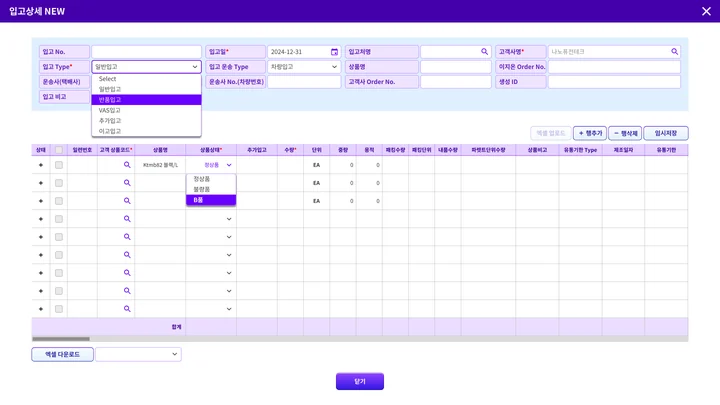 입고상세 NEW
입고 No. 입고일* 2024-12-31 입고처명 고객사명* 나노퓨전테크
입고 Type* 일반입고 입고 운송 Type 차량입고 상품명 이지온 Order No.
운송사(택배사) 운송사 No.(차량번호) 고객사 Order No. 생성 ID
입고 비고
Select
일반입고
반품입고
VAS입고
추가입고
이고입고
엑셀 업로드 + 행추가 − 행삭제 임시저장
상태 일련번호 고객 상품코드* 상품명 상품상태* 추가입고 수량* 단위 중량 용적 패킹수량 패킹단위 내품수량 파렛트단위수량 상품비고 유통기한 Type 제조일자 유통기한
+ Ktmb82 블랙/L 정상품 EA 0 0
+ EA 0 0
정상품
불량품
B품
+ EA 0 0
+
+
+
+
+
+
합계
엑셀 다운로드
닫기